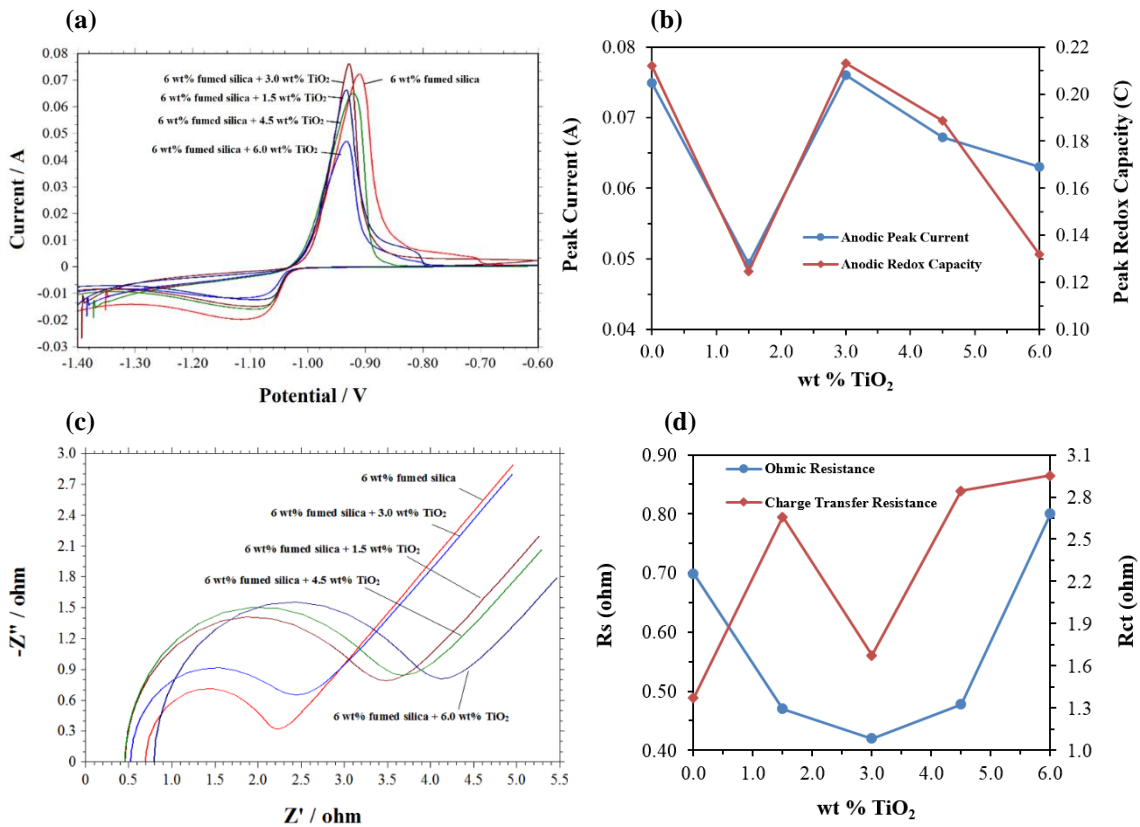 (a)
0.08
0.07
0.06
0.05
0.04
0.03
0.02
0.01
0
-0.01
-0.02
-0.03
Current / A
6 wt% fumed silica + 3.0 wt% TiO₂
6 wt% fumed silica
6 wt% fumed silica + 1.5 wt% TiO₂
6 wt% fumed silica + 4.5 wt% TiO₂
6 wt% fumed silica + 6.0 wt% TiO₂
-1.40 -1.30 -1.20 -1.10 -1.00 -0.90 -0.80 -0.70 -0.60
Potential / V
(b)
0.08
0.07
0.06
0.05
0.04
Peak Current (A)
Anodic Peak Current
Anodic Redox Capacity
0.22
0.20
0.18
0.16
0.14
0.12
0.10
Peak Redox Capacity (C)
0.0 1.0 2.0 3.0 4.0 5.0 6.0
wt % TiO₂
(c)
3.0
2.7
2.4
2.1
1.8
1.5
1.2
0.9
0.6
0.3
0
-Z" / ohm
6 wt% fumed silica
6 wt% fumed silica + 3.0 wt% TiO₂
6 wt% fumed silica + 1.5 wt% TiO₂
6 wt% fumed silica + 4.5 wt% TiO₂
6 wt% fumed silica + 6.0 wt% TiO₂
0 0.5 1.0 1.5 2.0 2.5 3.0 3.5 4.0 4.5 5.0 5.5
Z' / ohm
(d)
0.90
0.80
0.70
0.60
0.50
0.40
Rs (ohm)
Ohmic Resistance
Charge Transfer Resistance
3.1
2.8
2.5
2.2
1.9
1.6
1.3
1.0
Rct (ohm)
0.0 1.0 2.0 3.0 4.0 5.0 6.0
wt % TiO₂